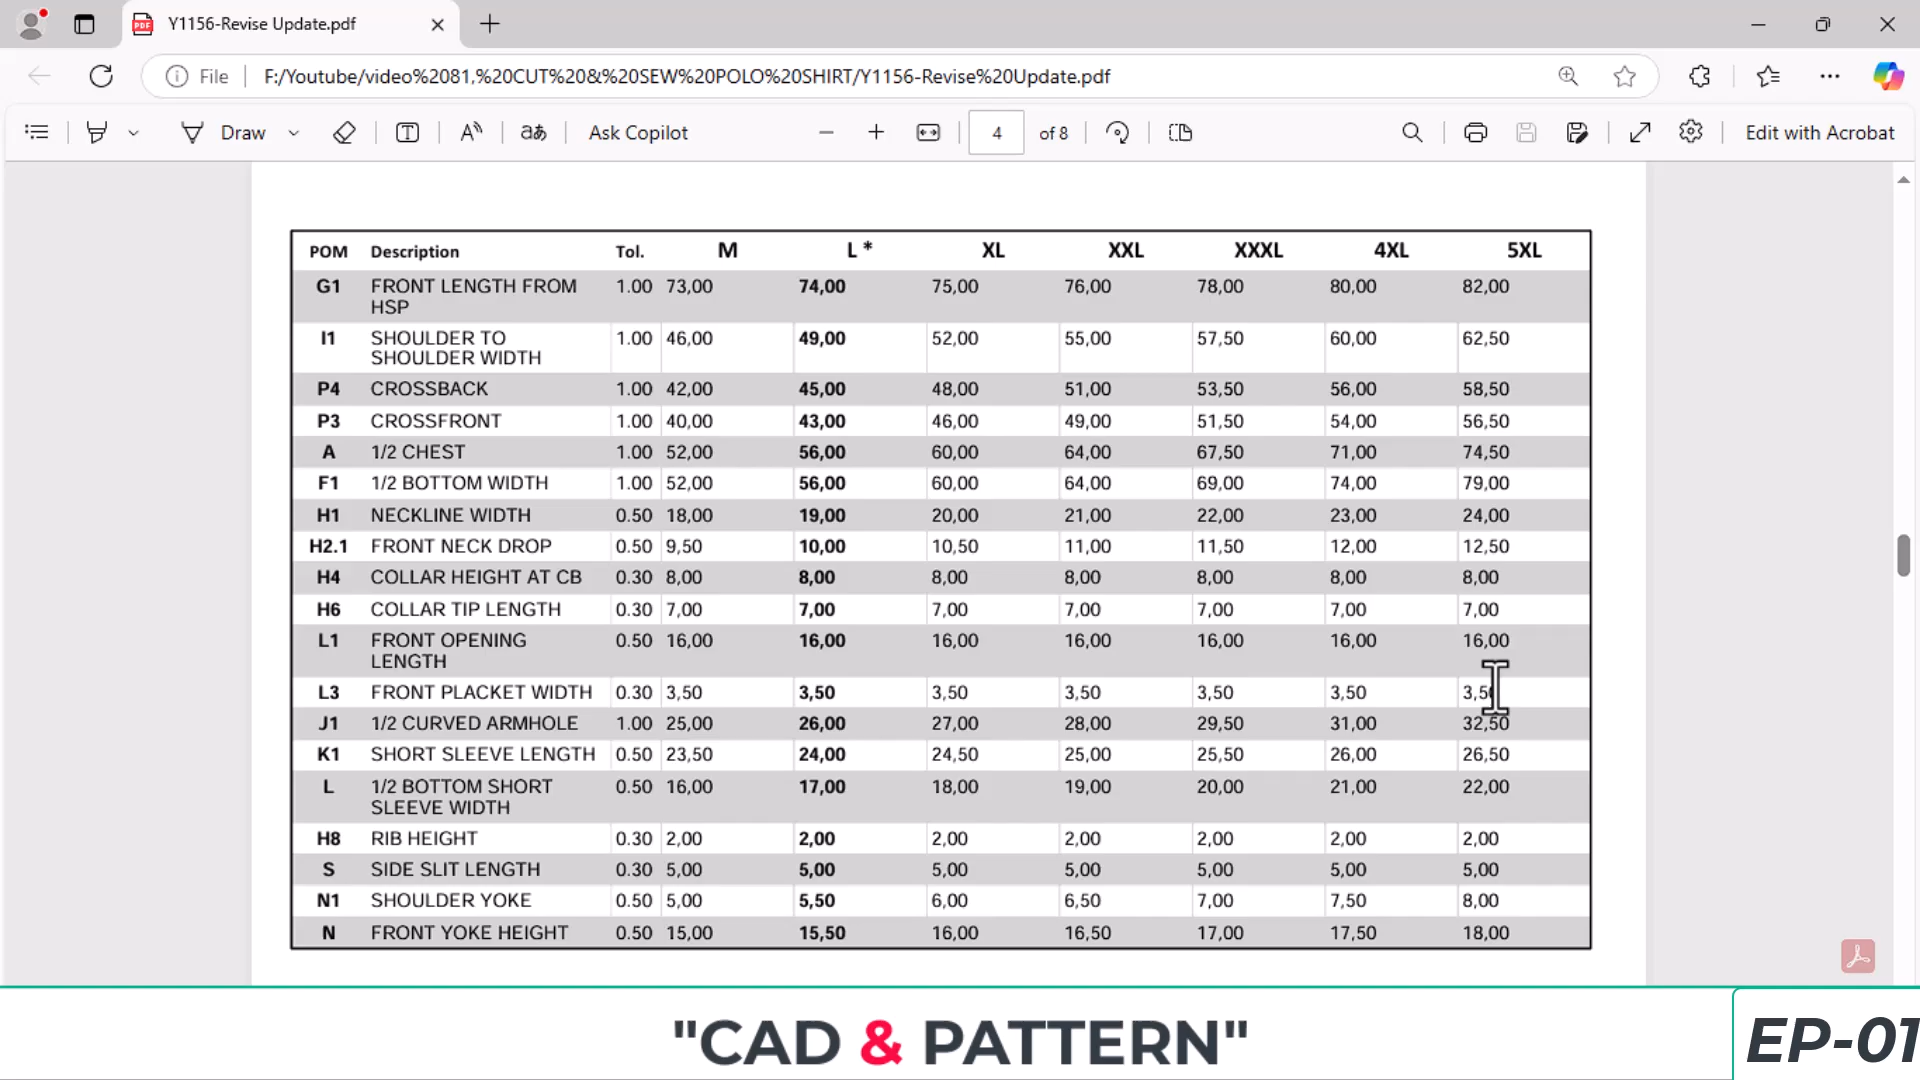 Y1156-Revise Update.pdf
File F:/Youtube/video%2081,%20CUT%20&%20SEW%20POLO%20SHIRT/Y1156-Revise%20Update.pdf
Draw aあ Ask Copilot 4 of 8 Edit with Acrobat
POM Description Tol. M L * XL XXL XXXL 4XL 5XL
G1 FRONT LENGTH FROM 1.00 73,00 74,00 75,00 76,00 78,00 80,00 82,00
HSP
I1 SHOULDER TO 1.00 46,00 49,00 52,00 55,00 57,50 60,00 62,50
SHOULDER WIDTH
P4 CROSSBACK 1.00 42,00 45,00 48,00 51,00 53,50 56,00 58,50
P3 CROSSFRONT 1.00 40,00 43,00 46,00 49,00 51,50 54,00 56,50
A 1/2 CHEST 1.00 52,00 56,00 60,00 64,00 67,50 71,00 74,50
F1 1/2 BOTTOM WIDTH 1.00 52,00 56,00 60,00 64,00 69,00 74,00 79,00
H1 NECKLINE WIDTH 0.50 18,00 19,00 20,00 21,00 22,00 23,00 24,00
H2.1 FRONT NECK DROP 0.50 9,50 10,00 10,50 11,00 11,50 12,00 12,50
H4 COLLAR HEIGHT AT CB 0.30 8,00 8,00 8,00 8,00 8,00 8,00 8,00
H6 COLLAR TIP LENGTH 0.30 7,00 7,00 7,00 7,00 7,00 7,00 7,00
L1 FRONT OPENING 0.50 16,00 16,00 16,00 16,00 16,00 16,00 16,00
LENGTH
L3 FRONT PLACKET WIDTH 0.30 3,50 3,50 3,50 3,50 3,50 3,50 3,50
J1 1/2 CURVED ARMHOLE 1.00 25,00 26,00 27,00 28,00 29,50 31,00 32,50
K1 SHORT SLEEVE LENGTH 0.50 23,50 24,00 24,50 25,00 25,50 26,00 26,50
L 1/2 BOTTOM SHORT 0.50 16,00 17,00 18,00 19,00 20,00 21,00 22,00
SLEEVE WIDTH
H8 RIB HEIGHT 0.30 2,00 2,00 2,00 2,00 2,00 2,00 2,00
S SIDE SLIT LENGTH 0.30 5,00 5,00 5,00 5,00 5,00 5,00 5,00
N1 SHOULDER YOKE 0.50 5,00 5,50 6,00 6,50 7,00 7,50 8,00
N FRONT YOKE HEIGHT 0.50 15,00 15,50 16,00 16,50 17,00 17,50 18,00
"CAD & PATTERN"
EP-01